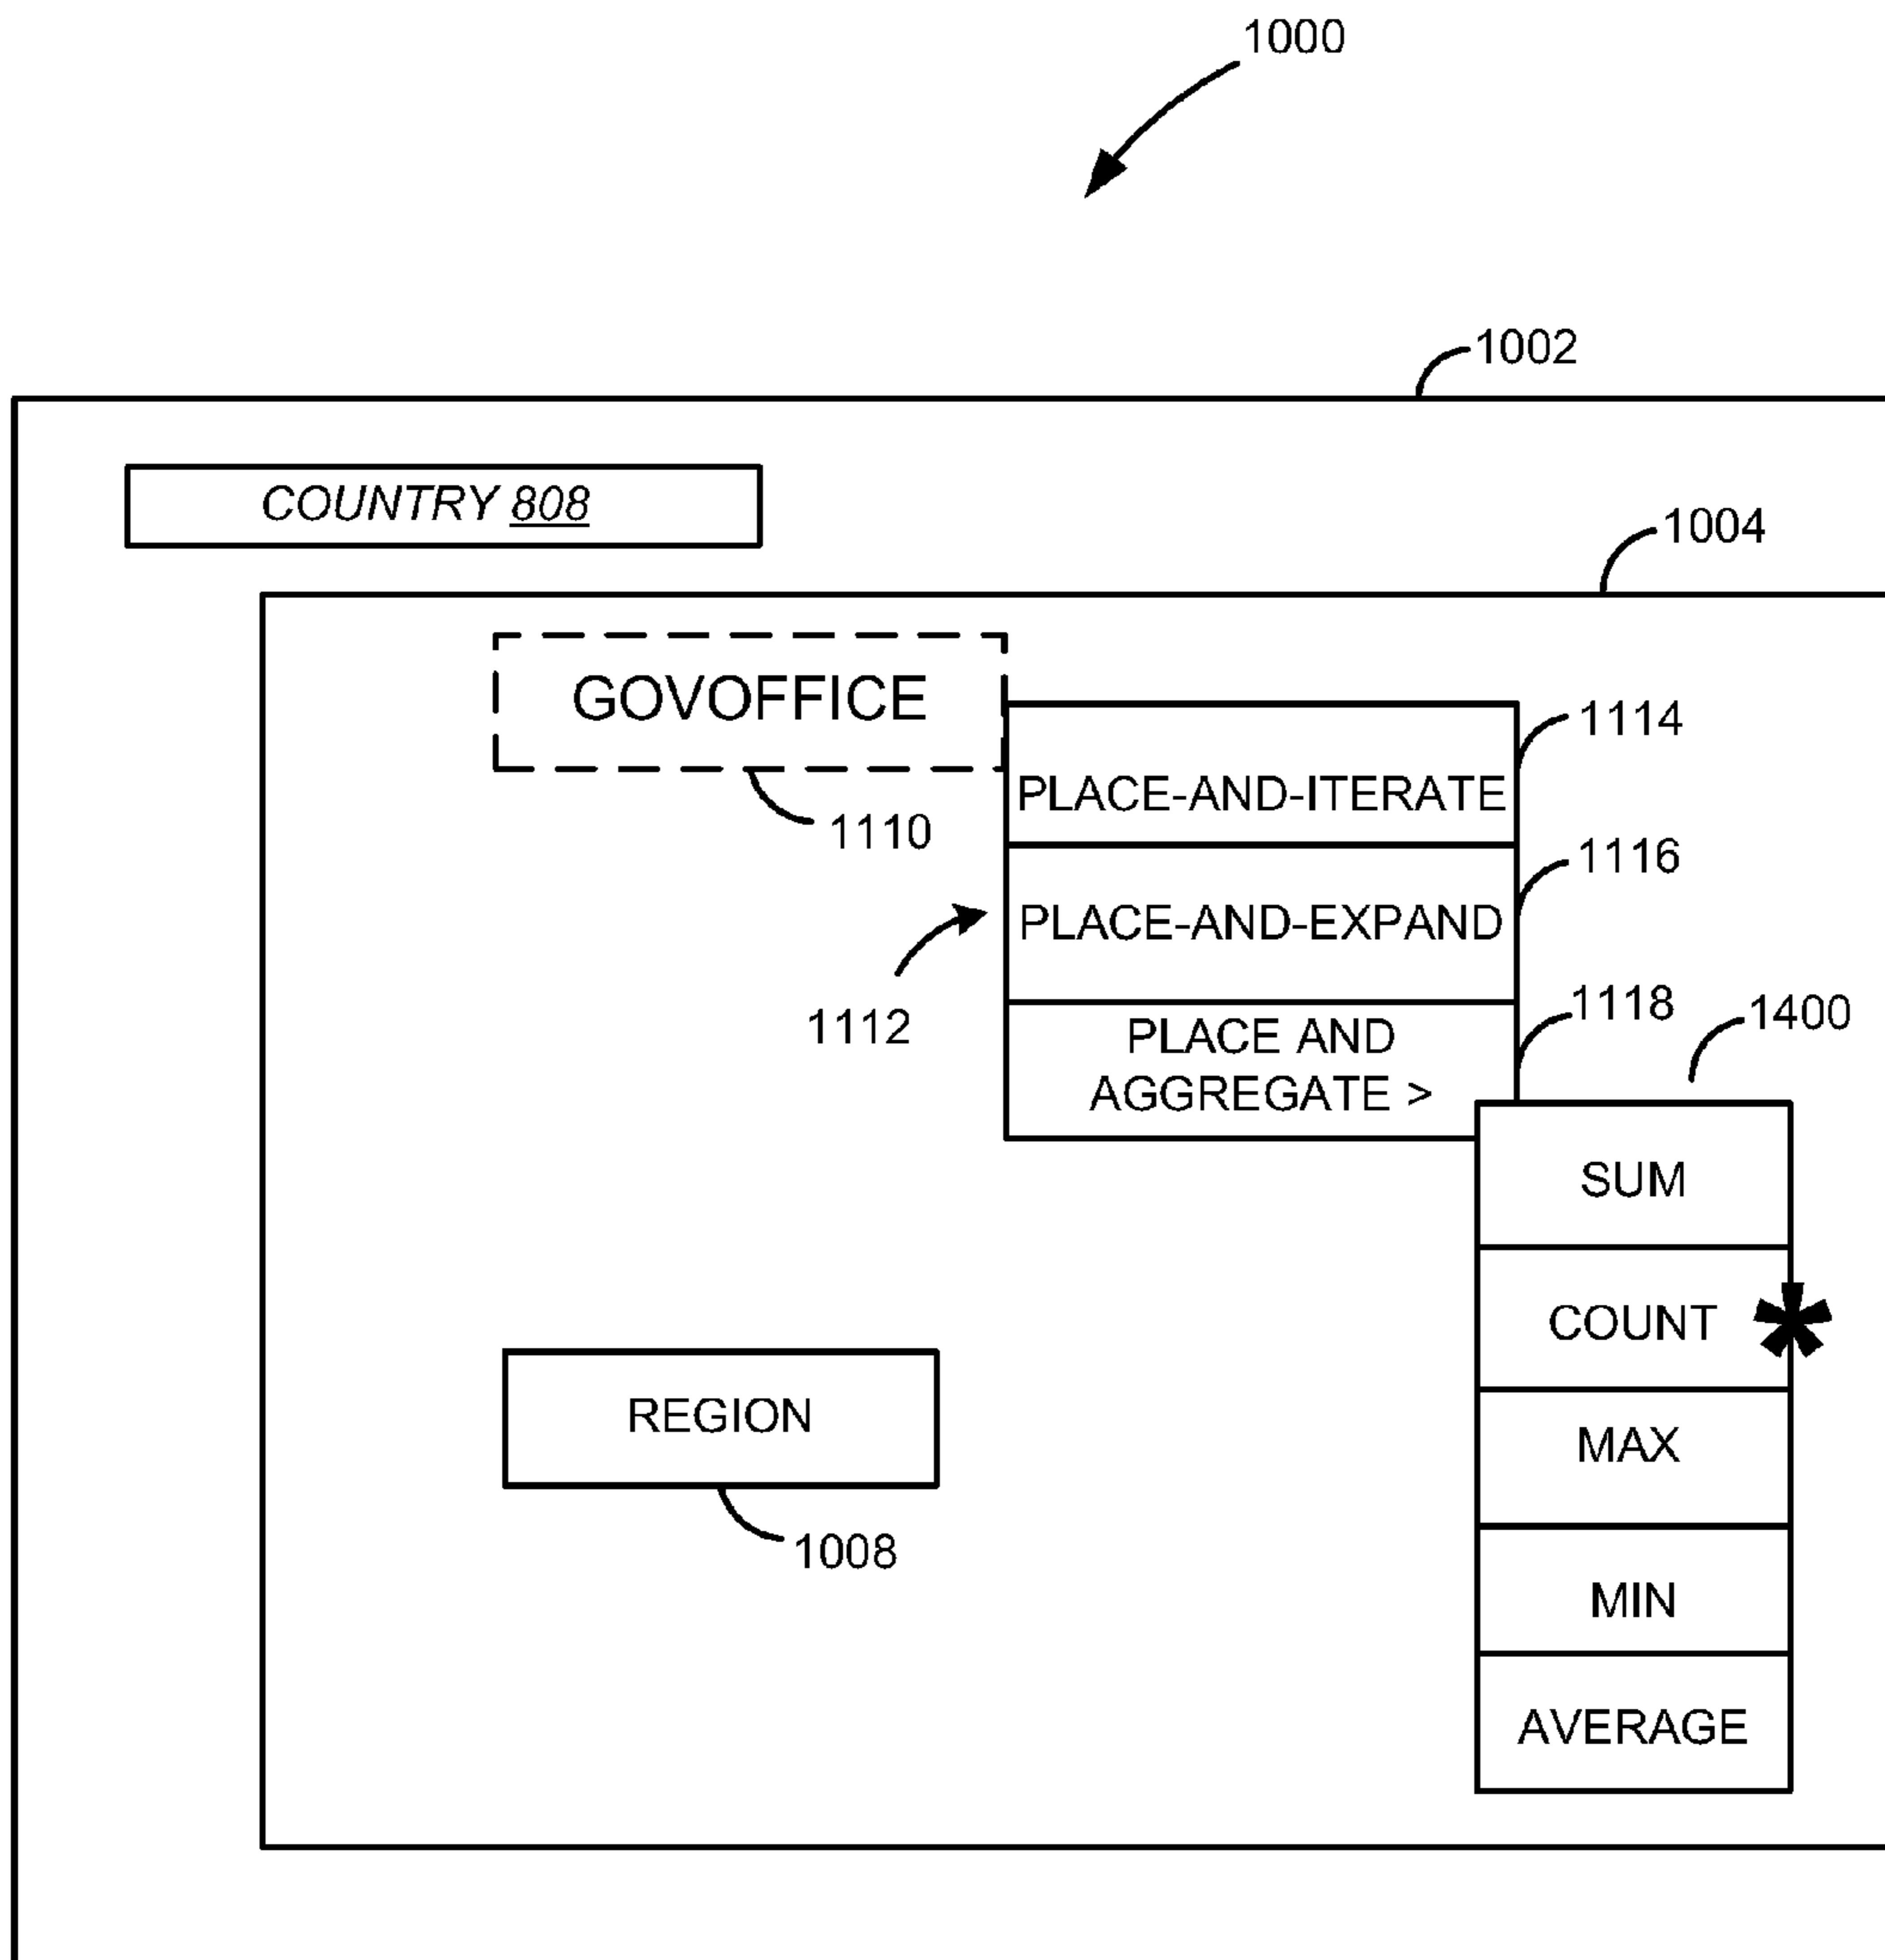 1000
1002
COUNTRY 808
1004
GOVOFFICE
1114
PLACE-AND-ITERATE
1110
1116
PLACE-AND-EXPAND
1112
1118
1400
PLACE AND
AGGREGATE >
SUM
COUNT *
MAX
REGION
1008
MIN
AVERAGE